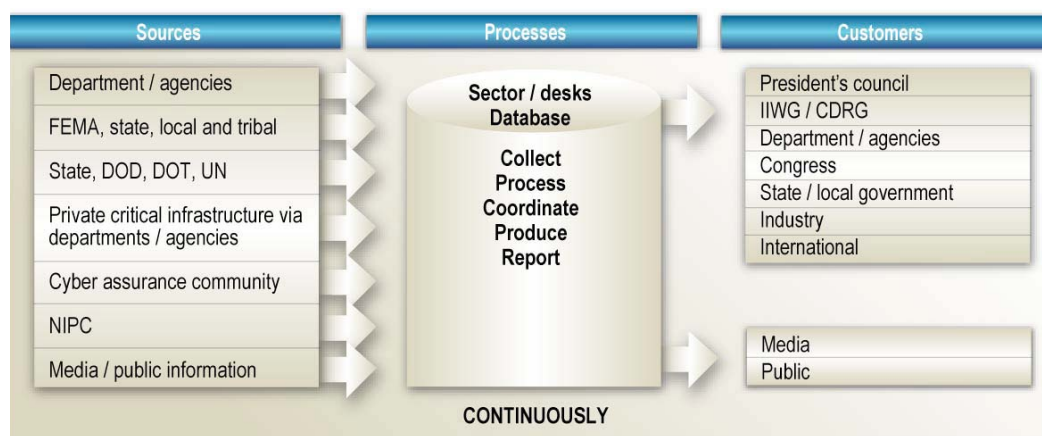 Sources
Department / agencies
FEMA, state, local and tribal
State, DOD, DOT, UN
Private critical infrastructure via
departments / agencies
Cyber assurance community
NIPC
Media / public information
Processes
Sector / desks
Database
Collect
Process
Coordinate
Produce
Report
CONTINUOUSLY
Customers
President's council
IIWG / CDRG
Department / agencies
Congress
State / local government
Industry
International
Media
Public